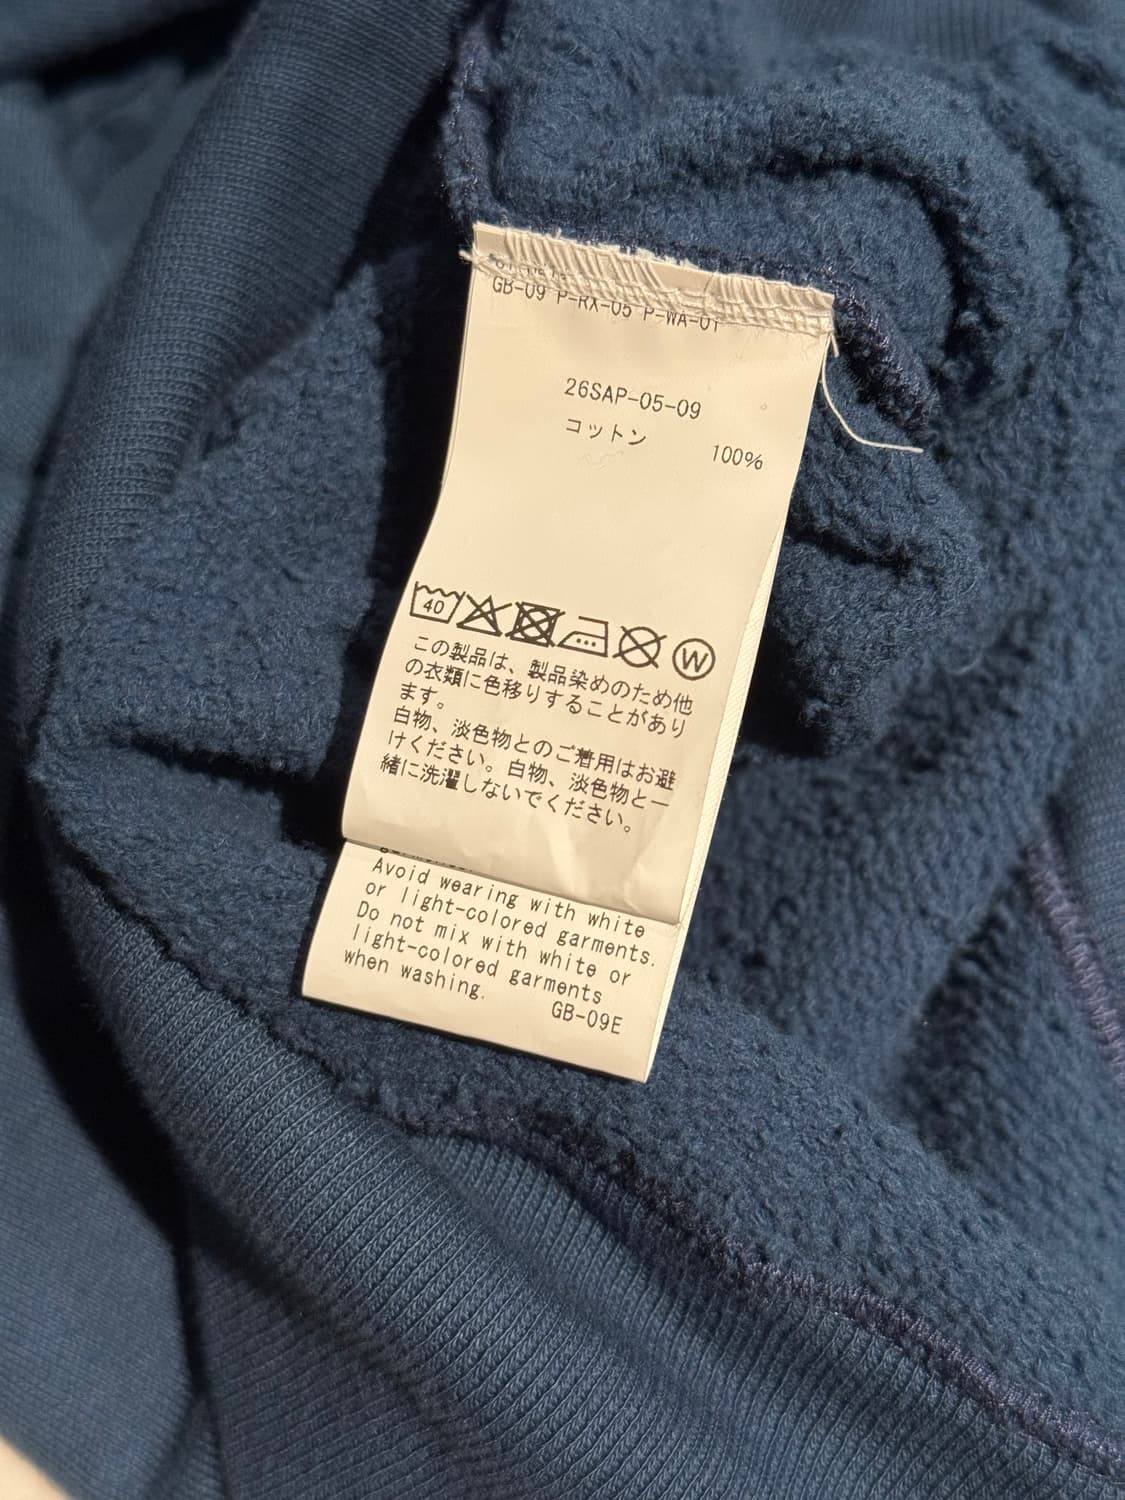 GB-09 P-RX-05 P-WA-01
26SAP-05-09
コットン 100%
40
W
この製品は、製品染めのため他
の衣類に色移りすることがあり
ます。
白物、淡色物とのご着用はお避
けください。白物、淡色物と一
緒に洗濯しないでください。
Avoid wearing with white
or light-colored garments.
Do not mix with white or
light-colored garments
when washing.
GB-09E